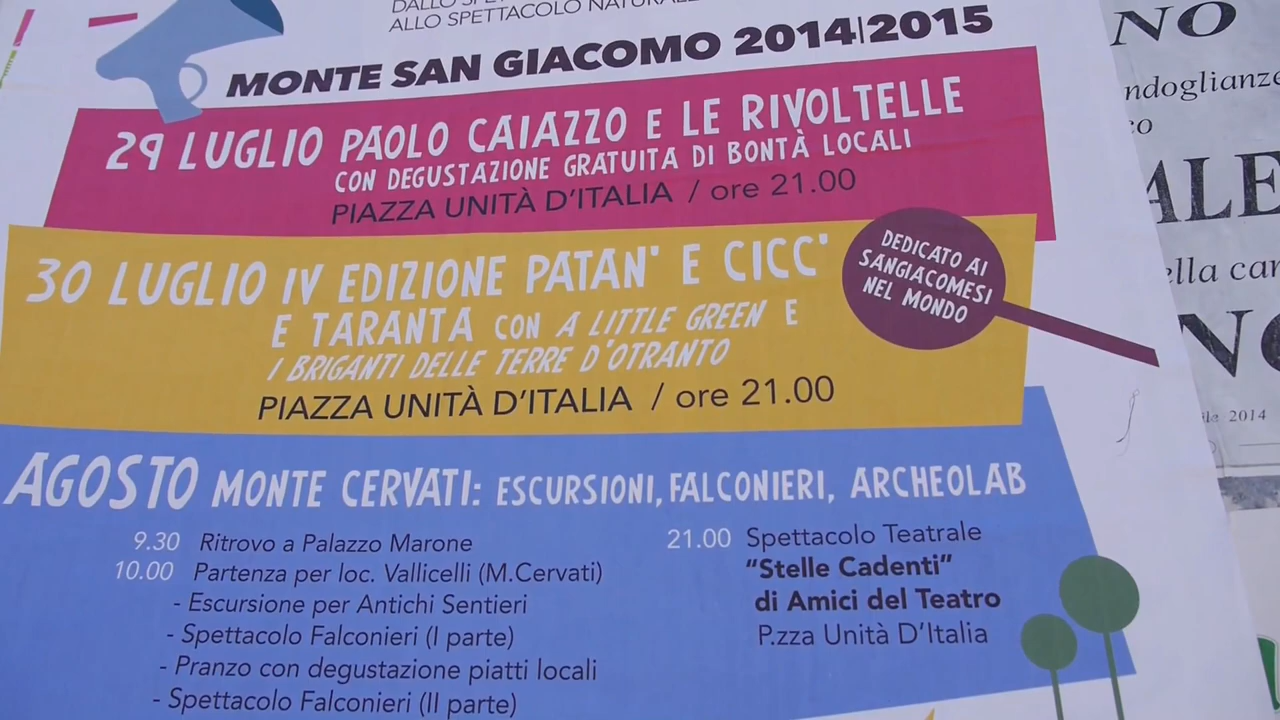 ALLO SPETTACOLO NATURALE
MONTE SAN GIACOMO 2014|2015
29 LUGLIO PAOLO CAIAZZO E LE RIVOLTELLE
CON DEGUSTAZIONE GRATUITA DI BONTÀ LOCALI
PIAZZA UNITÀ D'ITALIA / ore 21.00
30 LUGLIO IV EDIZIONE PATAN' E CICC'
E TARANTA CON A LITTLE GREEN E
I BRIGANTI DELLE TERRE D'OTRANTO
PIAZZA UNITÀ D'ITALIA / ore 21.00
DEDICATO AI
SANGIACOMESI
NEL MONDO
AGOSTO MONTE CERVATI: ESCURSIONI, FALCONIERI, ARCHEOLAB
9.30 Ritrovo a Palazzo Marone
10.00 Partenza per loc. Vallicelli (M.Cervati)
- Escursione per Antichi Sentieri
- Spettacolo Falconieri (I parte)
- Pranzo con degustazione piatti locali
- Spettacolo Falconieri (II parte)
21.00 Spettacolo Teatrale
"Stelle Cadenti"
di Amici del Teatro
P.zza Unità D'Italia
NO
ndoglianze
co
ALE
ella car
NO
2014